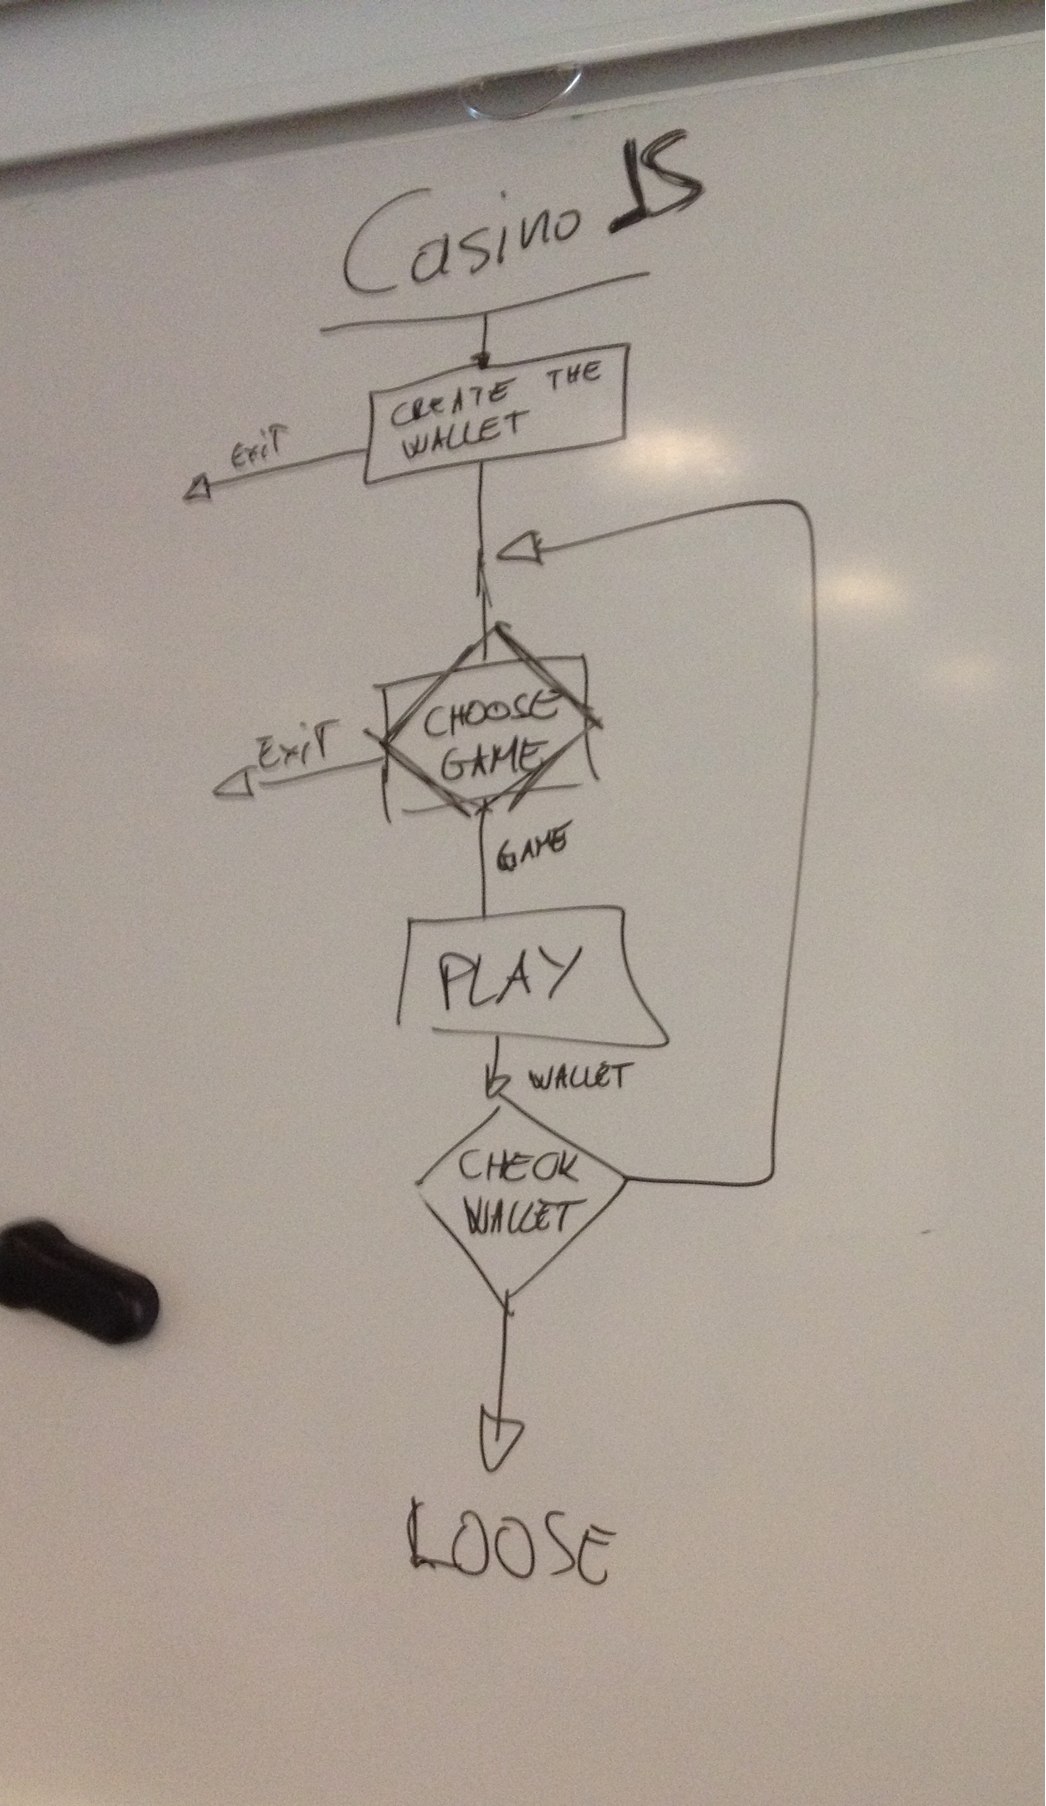 Casino JS
CREATE THE
WALLET
EXiT
CHOOSE
GAME
EXiT
GAME
PLAY
WALLET
CHECK
WALLET
LOOSE